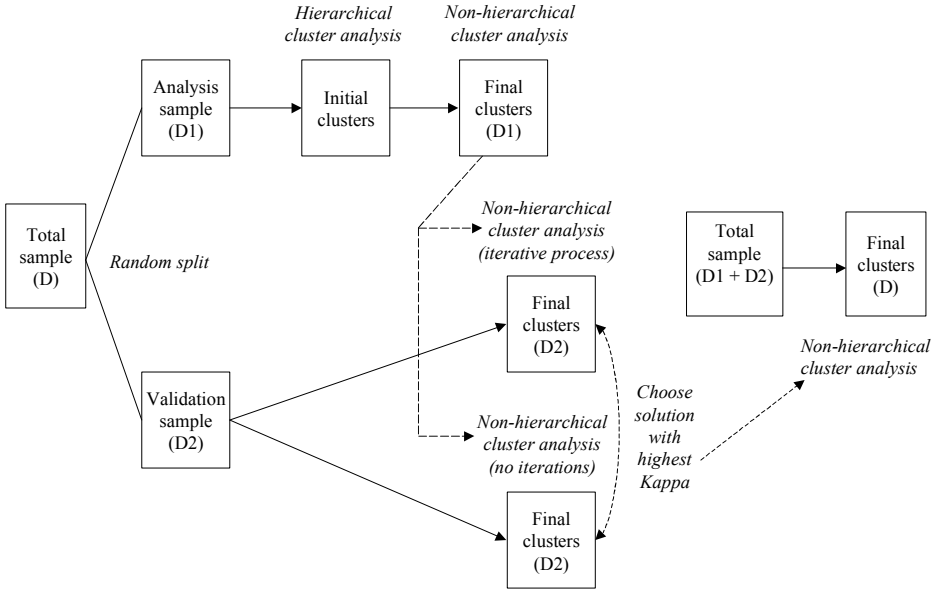 Hierarchical
cluster analysis
Non-hierarchical
cluster analysis
Analysis
sample
(D1)
Initial
clusters
Final
clusters
(D1)
Total
sample
(D)
Random split
Non-hierarchical
cluster analysis
(iterative process)
Total
sample
(D1 + D2)
Final
clusters
(D)
Final
clusters
(D2)
Non-hierarchical
cluster analysis
Validation
sample
(D2)
Non-hierarchical
cluster analysis
(no iterations)
Choose
solution
with
highest
Kappa
Final
clusters
(D2)